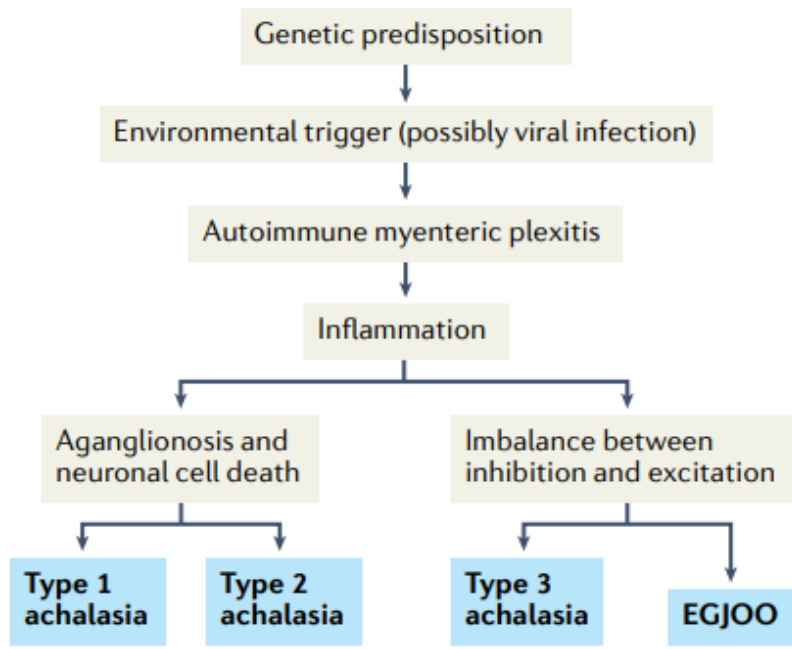 Genetic predisposition
Environmental trigger (possibly viral infection)
Autoimmune myenteric plexitis
Inflammation
Aganglionosis and
neuronal cell death
Imbalance between
inhibition and excitation
Type 1
achalasia
Type 2
achalasia
Type 3
achalasia
EGJOO